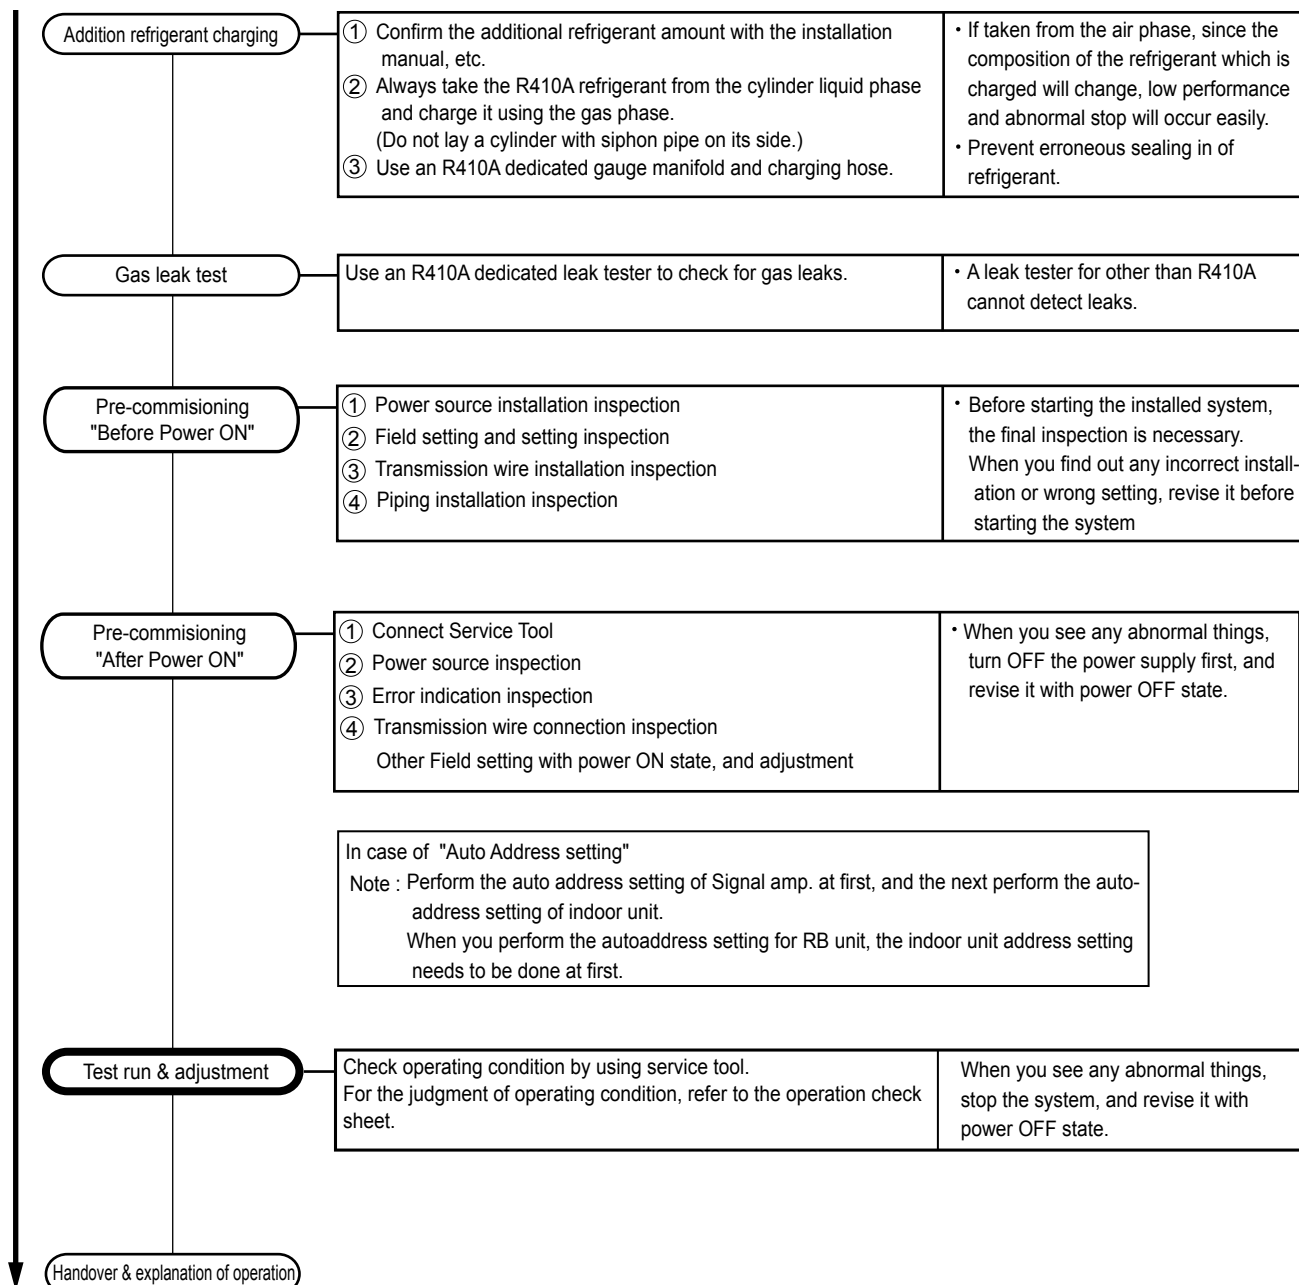 Addition refrigerant charging
① Confirm the additional refrigerant amount with the installation
manual, etc.
② Always take the R410A refrigerant from the cylinder liquid phase
and charge it using the gas phase.
(Do not lay a cylinder with siphon pipe on its side.)
③ Use an R410A dedicated gauge manifold and charging hose.
・If taken from the air phase, since the
composition of the refrigerant which is
charged will change, low performance
and abnormal stop will occur easily.
・Prevent erroneous sealing in of
refrigerant.
Gas leak test
Use an R410A dedicated leak tester to check for gas leaks.
・A leak tester for other than R410A
cannot detect leaks.
Pre-commisioning
"Before Power ON"
① Power source installation inspection
② Field setting and setting inspection
③ Transmission wire installation inspection
④ Piping installation inspection
・Before starting the installed system,
the final inspection is necessary.
When you find out any incorrect install-
ation or wrong setting, revise it before
starting the system
Pre-commisioning
"After Power ON"
① Connect Service Tool
② Power source inspection
③ Error indication inspection
④ Transmission wire connection inspection
Other Field setting with power ON state, and adjustment
・When you see any abnormal things,
turn OFF the power supply first, and
revise it with power OFF state.
In case of "Auto Address setting"
Note : Perform the auto address setting of Signal amp. at first, and the next perform the auto-
address setting of indoor unit.
When you perform the autoaddress setting for RB unit, the indoor unit address setting
needs to be done at first.
Test run & adjustment
Check operating condition by using service tool.
For the judgment of operating condition, refer to the operation check
sheet.
When you see any abnormal things,
stop the system, and revise it with
power OFF state.
Handover & explanation of operation